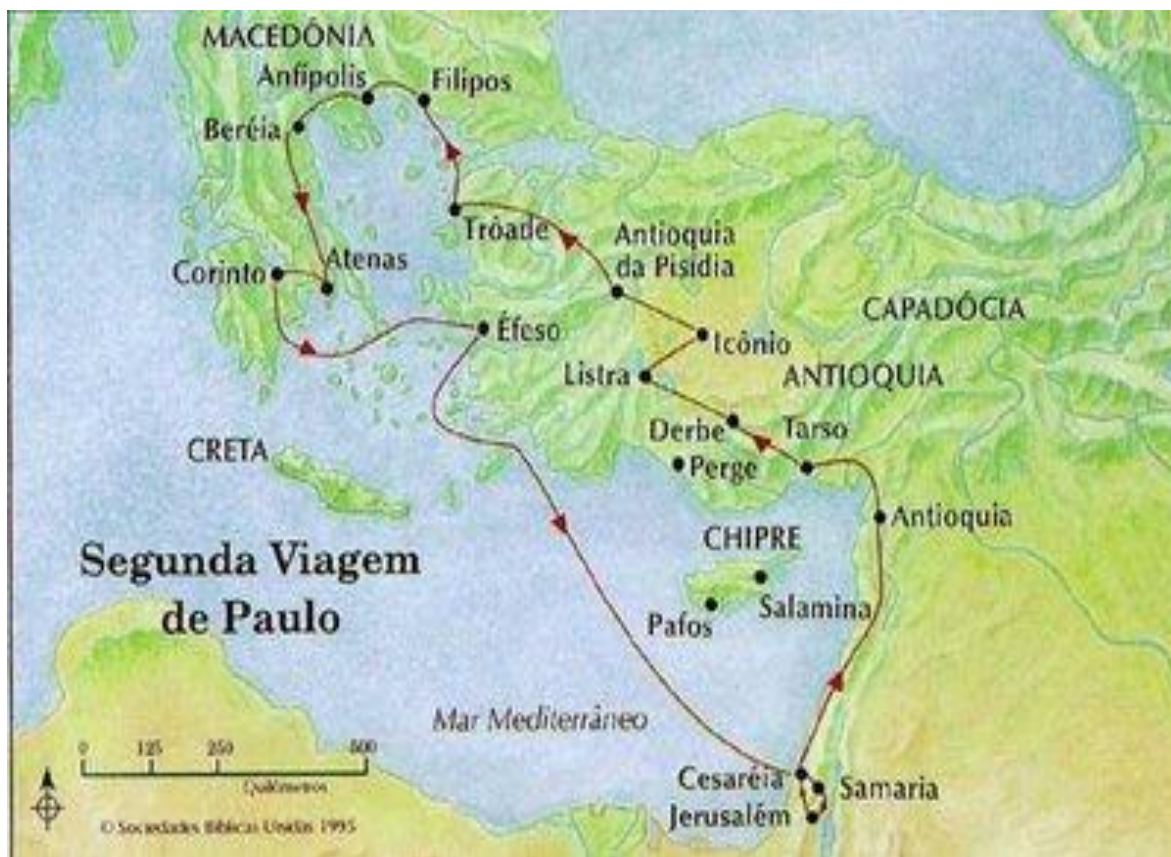 MACEDÔNIA
Anfípolis
Filipos
Beréia
Trôade
Antioquia
da Pisídia
Corinto
Atenas
CAPADÓCIA
Éfeso
Icônio
Listra
ANTIOQUIA
Derbe
Tarso
CRETA
Perge
Antioquia
CHIPRE
Segunda Viagem
de Paulo
Salamina
Pafos
Mar Mediterrâneo
0 125 250 500
Quilômetros
Cesaréia
Samaria
Jerusalém
© Sociedades Bíblicas Unidas 1995